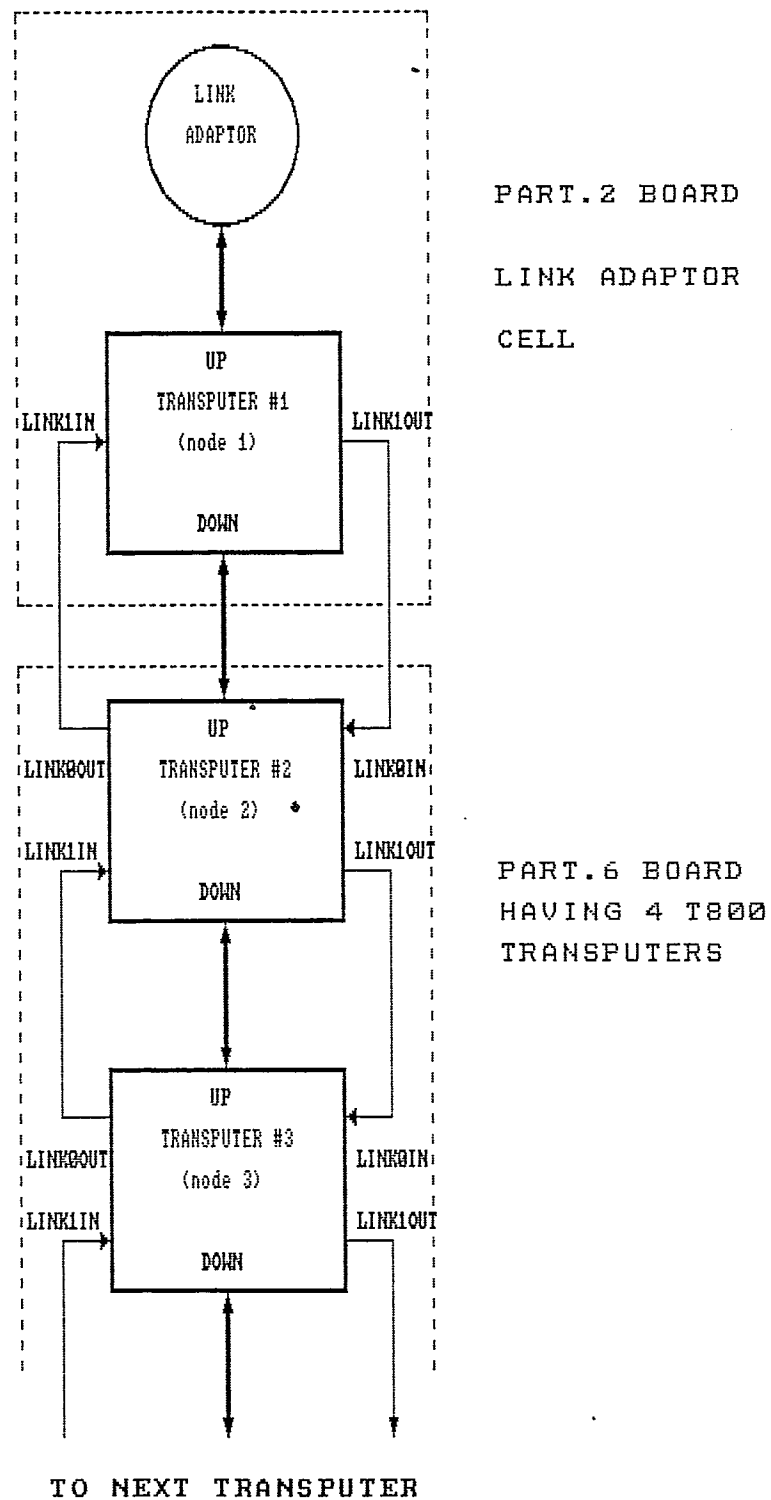 LINK
ADAPTOR
PART.2 BOARD
LINK ADAPTOR
CELL
UP
TRANSPUTER #1
LINK1IN
LINK1OUT
(node 1)
DOWN
UP
LINK0OUT
TRANSPUTER #2
LINK0IN
(node 2)
LINK1IN
LINK1OUT
DOWN
PART.6 BOARD
HAVING 4 T800
TRANSPUTERS
UP
TRANSPUTER #3
LINK0OUT
LINK0IN
(node 3)
LINK1IN
LINK1OUT
DOWN
TO NEXT TRANSPUTER